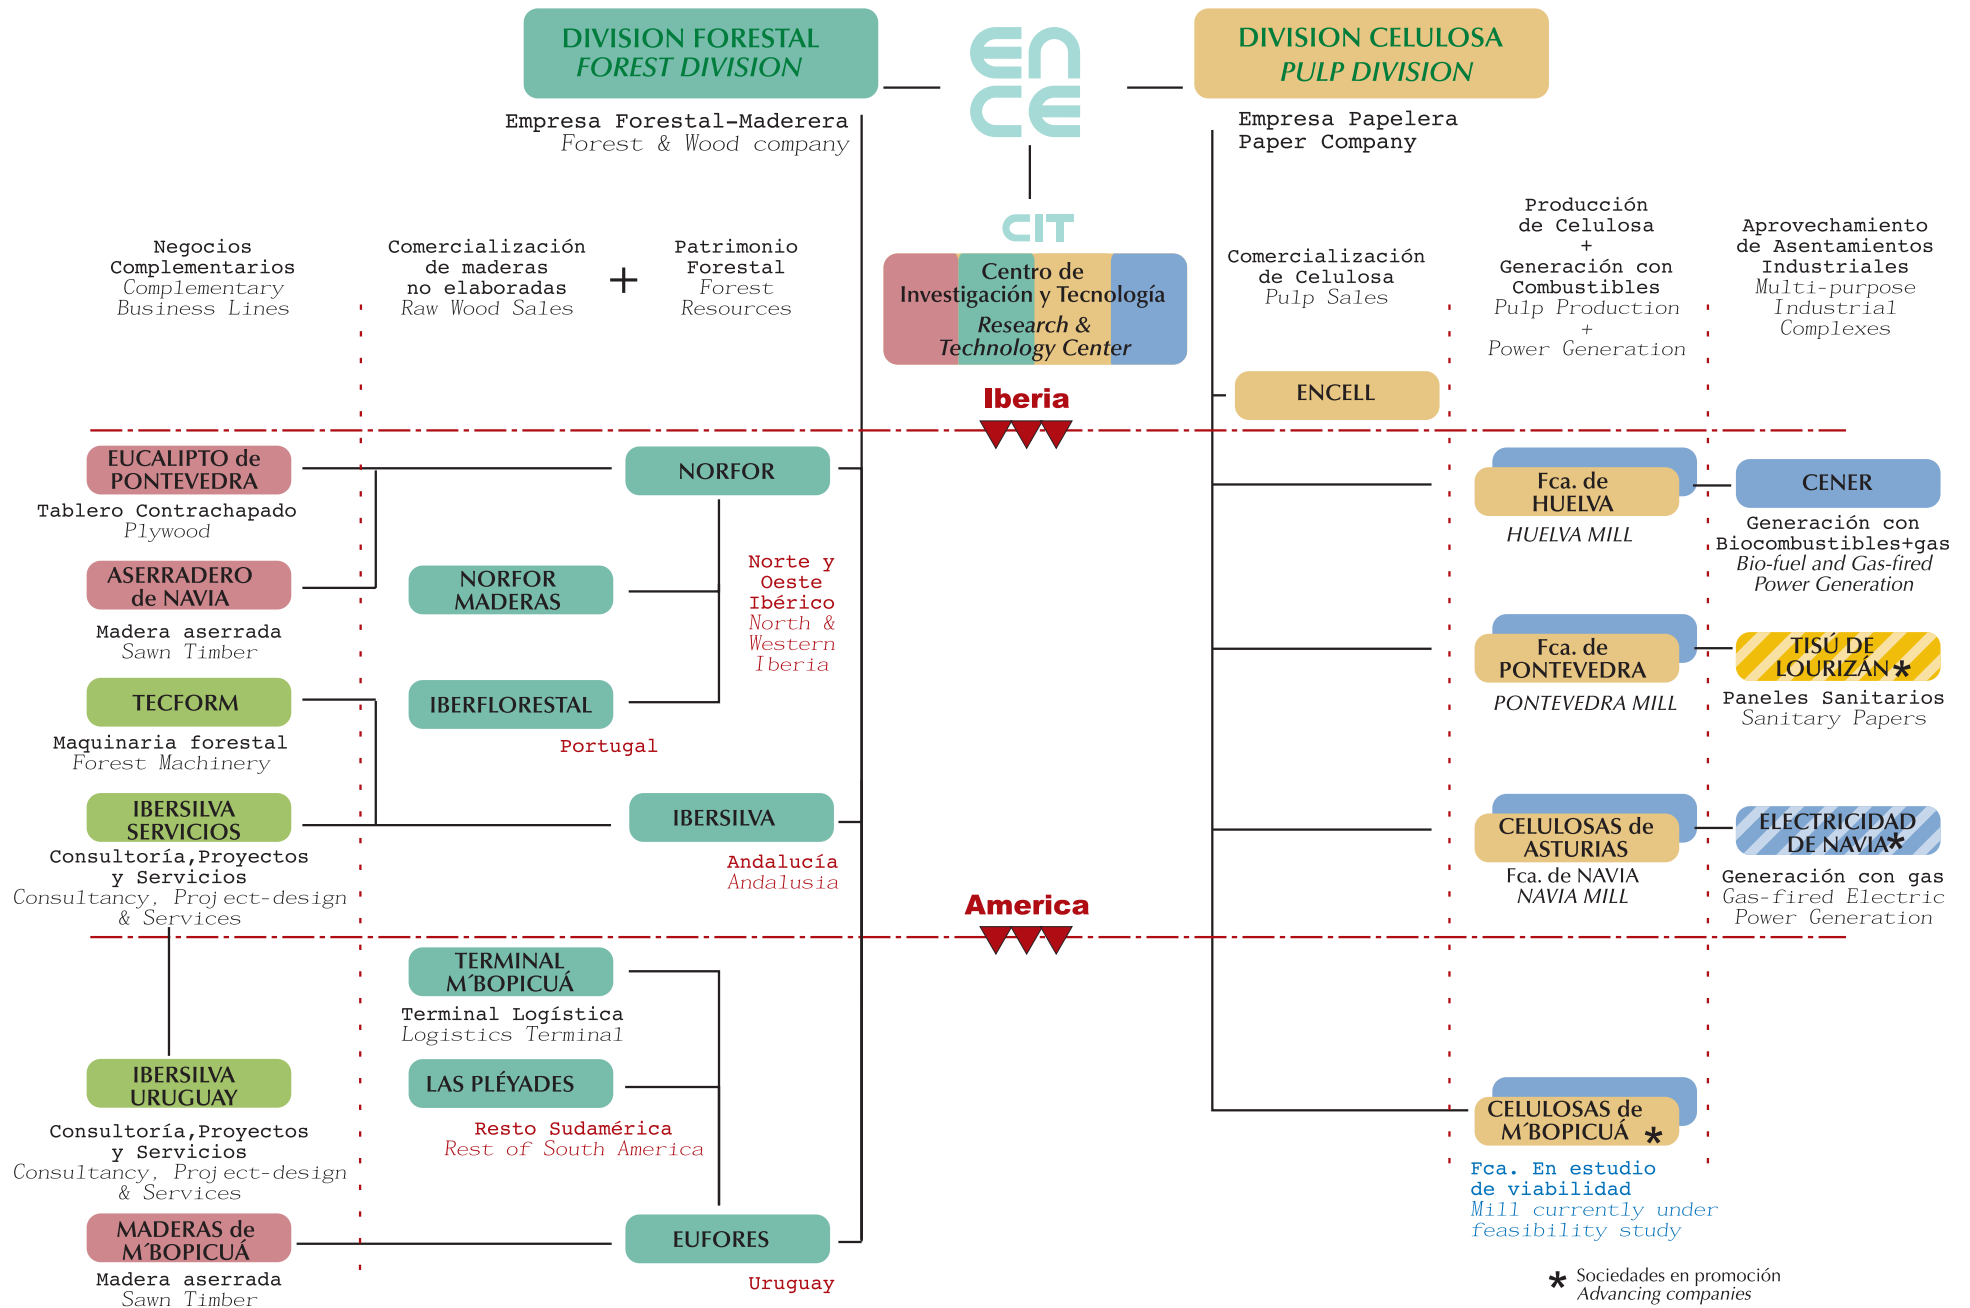 DIVISION FORESTAL
FOREST DIVISION
Empresa Forestal-Maderera
Forest & Wood company
EN
CE
DIVISION CELULOSA
PULP DIVISION
Empresa Papelera
Paper Company
CIT
Centro de
Investigación y Tecnología
Research &
Technology Center
Negocios
Complementarios
Complementary
Business Lines
Comercialización
de maderas
no elaboradas
Raw Wood Sales
+
Patrimonio
Forestal
Forest
Resources
Comercialización
de Celulosa
Pulp Sales
Producción
de Celulosa
+
Generación con
Combustibles
Pulp Production
+
Power Generation
Aprovechamiento
de Asentamientos
Industriales
Multi-purpose
Industrial
Complexes
ENCELL
Iberia
EUCALIPTO de
PONTEVEDRA
Tablero Contrachapado
Plywood
ASERRADERO
de NAVIA
Madera aserrada
Sawn Timber
TECFORM
Maquinaria forestal
Forest Machinery
IBERSILVA
SERVICIOS
Consultoría,Proyectos
y Servicios
Consultancy, Project-design
& Services
NORFOR
NORFOR
MADERAS
IBERFLORESTAL
Portugal
Norte y
Oeste
Ibérico
North &
Western
Iberia
IBERSILVA
Andalucía
Andalusia
Fca. de
HUELVA
HUELVA MILL
CENER
Generación con
Biocombustibles+gas
Bio-fuel and Gas-fired
Power Generation
Fca. de
PONTEVEDRA
PONTEVEDRA MILL
TISÚ DE
LOURIZÁN*
Paneles Sanitarios
Sanitary Papers
CELULOSAS de
ASTURIAS
Fca. de NAVIA
NAVIA MILL
ELECTRICIDAD
DE NAVIA*
Generación con gas
Gas-fired Electric
Power Generation
America
TERMINAL
M´BOPICUÁ
Terminal Logística
Logistics Terminal
LAS PLÉYADES
Resto Sudamérica
Rest of South America
IBERSILVA
URUGUAY
Consultoría,Proyectos
y Servicios
Consultancy, Project-design
& Services
MADERAS de
M´BOPICUÁ
Madera aserrada
Sawn Timber
EUFORES
Uruguay
CELULOSAS de
M´BOPICUÁ *
Fca. En estudio
de viabilidad
Mill currently under
feasibility study
* Sociedades en promoción
Advancing companies